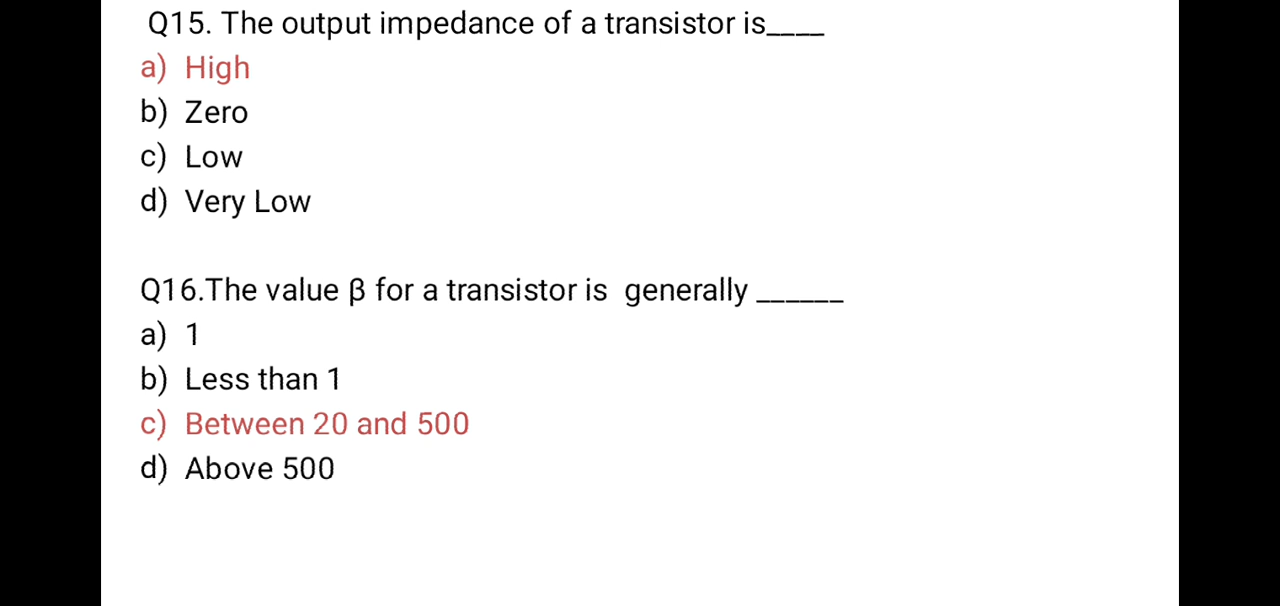 Q15. The output impedance of a transistor is____
a) High
b) Zero
c) Low
d) Very Low
Q16.The value β for a transistor is generally ______
a) 1
b) Less than 1
c) Between 20 and 500
d) Above 500